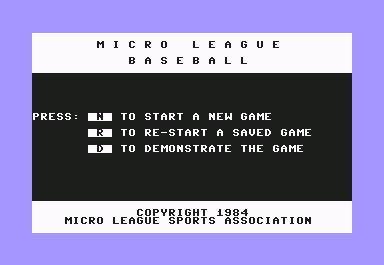 MICRO LEAGUE
BASEBALL
PRESS: N TO START A NEW GAME
R TO RE-START A SAVED GAME
D TO DEMONSTRATE THE GAME
COPYRIGHT 1984
MICRO LEAGUE SPORTS ASSOCIATION